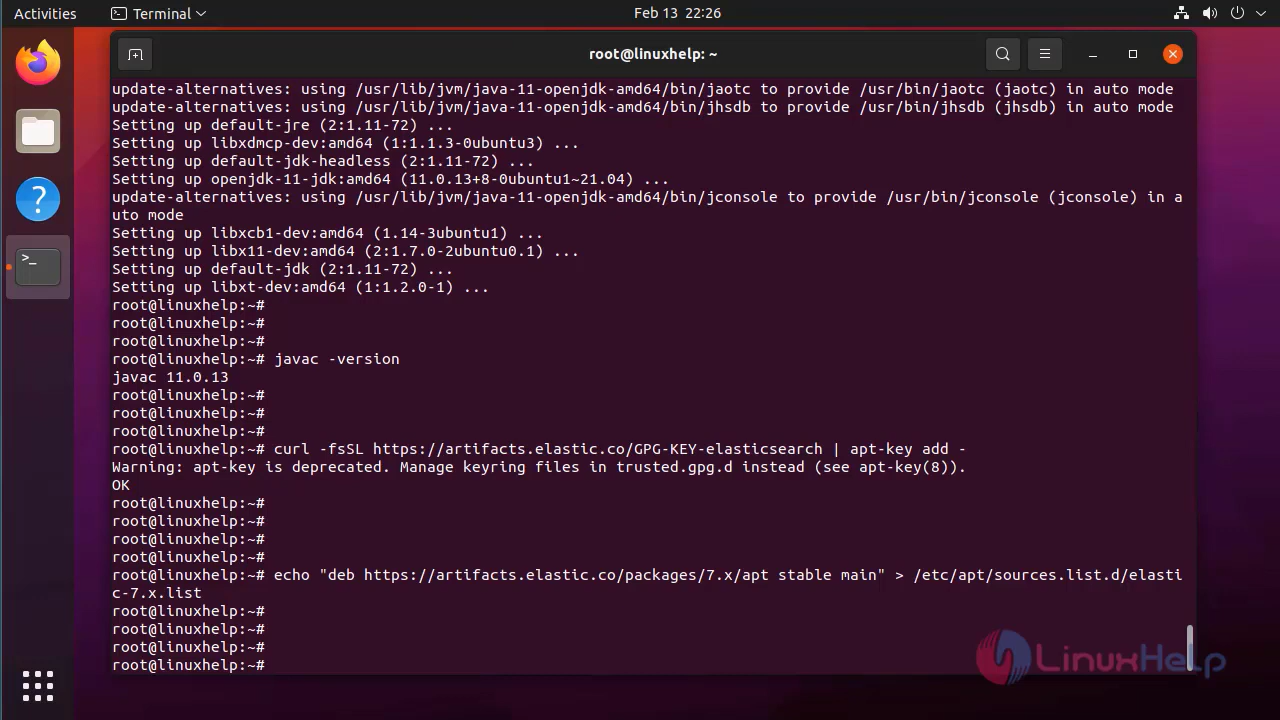 Activities
Terminal
Feb 13 22:26
root@linuxhelp: ~
update-alternatives: using /usr/lib/jvm/java-11-openjdk-amd64/bin/jaotc to provide /usr/bin/jaotc (jaotc) in auto mode
update-alternatives: using /usr/lib/jvm/java-11-openjdk-amd64/bin/jhsdb to provide /usr/bin/jhsdb (jhsdb) in auto mode
Setting up default-jre (2:1.11-72) ...
Setting up libxdmcp-dev:amd64 (1:1.1.3-0ubuntu3) ...
Setting up default-jdk-headless (2:1.11-72) ...
Setting up openjdk-11-jdk:amd64 (11.0.13+8-0ubuntu1~21.04) ...
update-alternatives: using /usr/lib/jvm/java-11-openjdk-amd64/bin/jconsole to provide /usr/bin/jconsole (jconsole) in a
uto mode
Setting up libxcb1-dev:amd64 (1.14-3ubuntu1) ...
Setting up libx11-dev:amd64 (2:1.7.0-2ubuntu0.1) ...
Setting up default-jdk (2:1.11-72) ...
Setting up libxt-dev:amd64 (1:1.2.0-1) ...
root@linuxhelp:~#
root@linuxhelp:~#
root@linuxhelp:~#
root@linuxhelp:~# javac -version
javac 11.0.13
root@linuxhelp:~#
root@linuxhelp:~#
root@linuxhelp:~#
root@linuxhelp:~# curl -fsSL https://artifacts.elastic.co/GPG-KEY-elasticsearch | apt-key add -
Warning: apt-key is deprecated. Manage keyring files in trusted.gpg.d instead (see apt-key(8)).
OK
root@linuxhelp:~#
root@linuxhelp:~#
root@linuxhelp:~#
root@linuxhelp:~#
root@linuxhelp:~# echo "deb https://artifacts.elastic.co/packages/7.x/apt stable main" > /etc/apt/sources.list.d/elasti
c-7.x.list
root@linuxhelp:~#
root@linuxhelp:~#
root@linuxhelp:~#
root@linuxhelp:~#
LinuxHelp